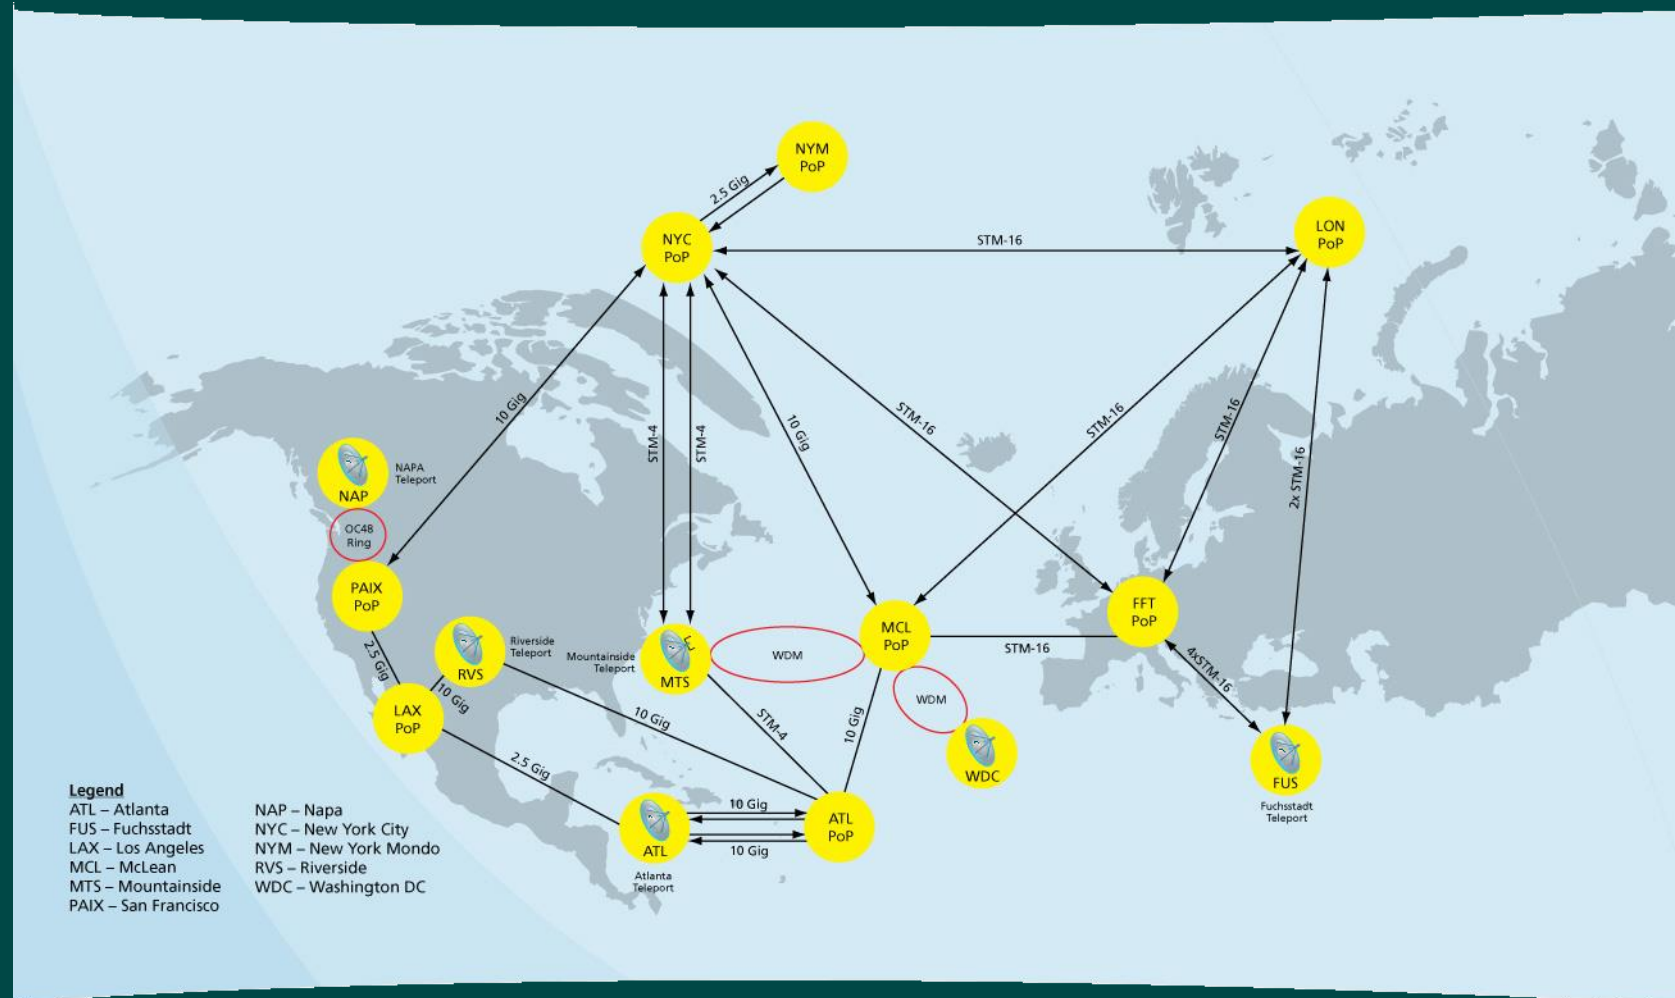 NYM
PoP
2.5 Gig
NYC
PoP
LON
PoP
STM-16
10 Gig
STM-4
STM-4
10 Gig
STM-16
STM-16
STM-16
2x STM-16
NAP
NAPA
Teleport
OC48
Ring
PAIX
PoP
2.5 Gig
RVS
Riverside
Teleport
10 Gig
LAX
PoP
Mountainside
Teleport
MTS
WDM
MCL
PoP
STM-16
FFT
PoP
4xSTM-16
WDM
WDC
FUS
Fuchsstadt
Teleport
10 Gig
STM-4
10 Gig
2.5 Gig
ATL
Atlanta
Teleport
10 Gig
10 Gig
ATL
PoP
Legend
ATL – Atlanta
FUS – Fuchsstadt
LAX – Los Angeles
MCL – McLean
MTS – Mountainside
PAIX – San Francisco
NAP – Napa
NYC – New York City
NYM – New York Mondo
RVS – Riverside
WDC – Washington DC